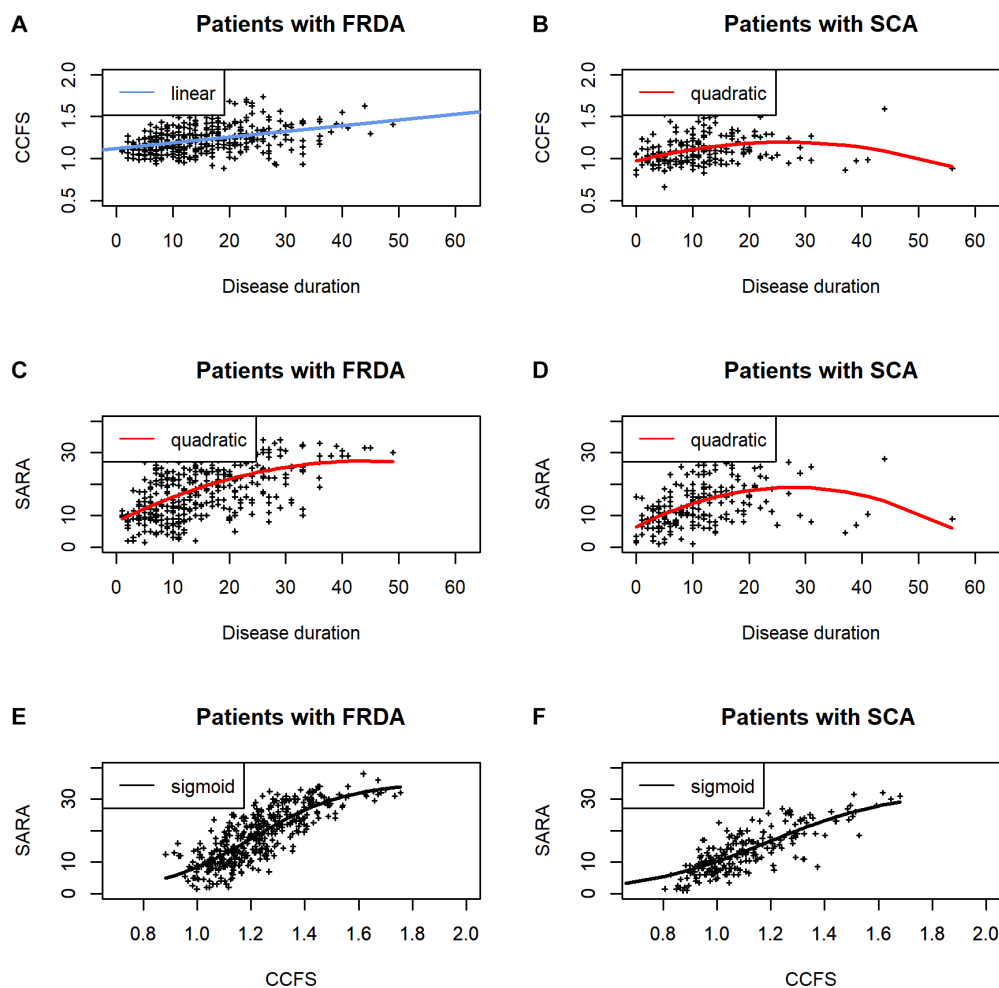 A Patients with FRDA
CCFS
2.0
1.5
1.0
0.5
linear
0 10 20 30 40 50 60
Disease duration
B Patients with SCA
CCFS
2.0
1.5
1.0
0.5
quadratic
0 10 20 30 40 50 60
Disease duration
C Patients with FRDA
SARA
30
10
0
quadratic
0 10 20 30 40 50 60
Disease duration
D Patients with SCA
SARA
30
10
0
quadratic
0 10 20 30 40 50 60
Disease duration
E Patients with FRDA
SARA
30
10
0
sigmoid
0.8 1.0 1.2 1.4 1.6 1.8 2.0
CCFS
F Patients with SCA
SARA
30
10
0
sigmoid
0.8 1.0 1.2 1.4 1.6 1.8 2.0
CCFS